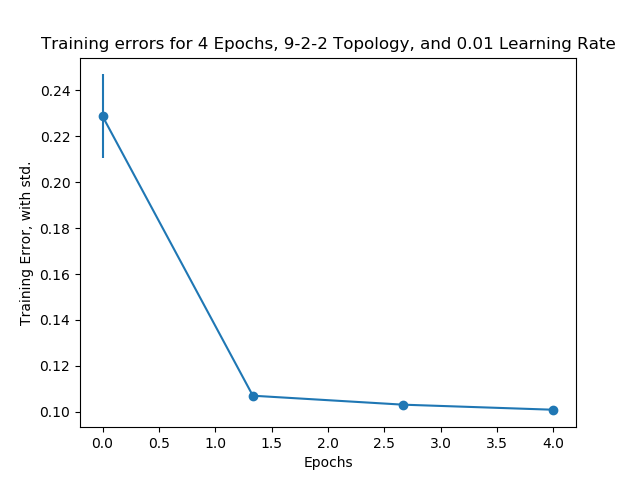 Training errors for 4 Epochs, 9-2-2 Topology, and 0.01 Learning Rate
Training Error, with std.
0.24
0.22
0.20
0.18
0.16
0.14
0.12
0.10
0.0 0.5 1.0 1.5 2.0 2.5 3.0 3.5 4.0
Epochs